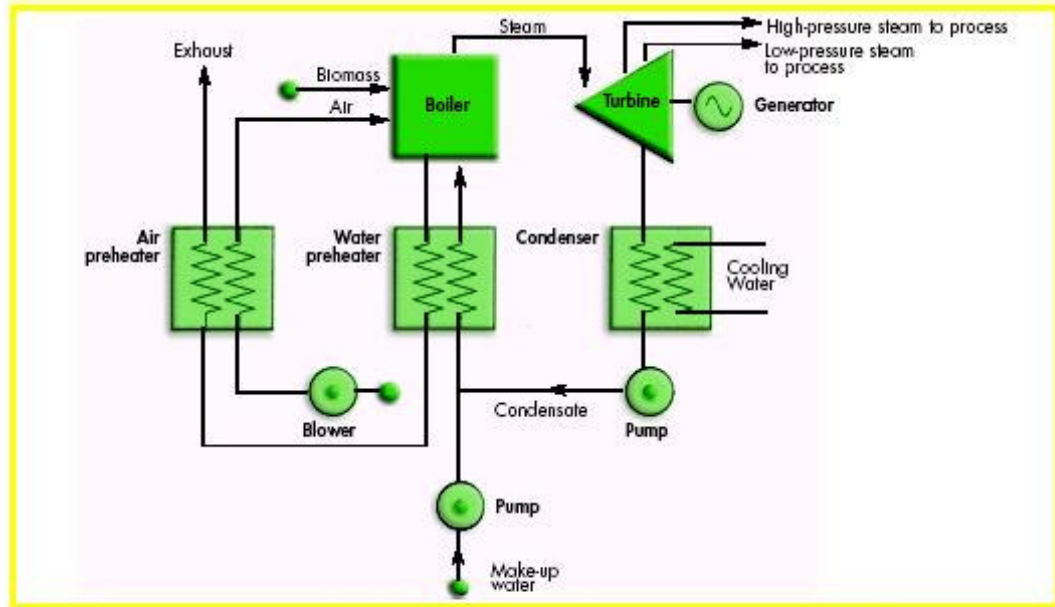 Steam
High-pressure steam to process
Low-pressure steam
to process
Exhaust
Biomass
Air
Boiler
Turbine
Generator
Air
preheater
Water
preheater
Condenser
Cooling
Water
Blower
Condensate
Pump
Pump
Make-up
water